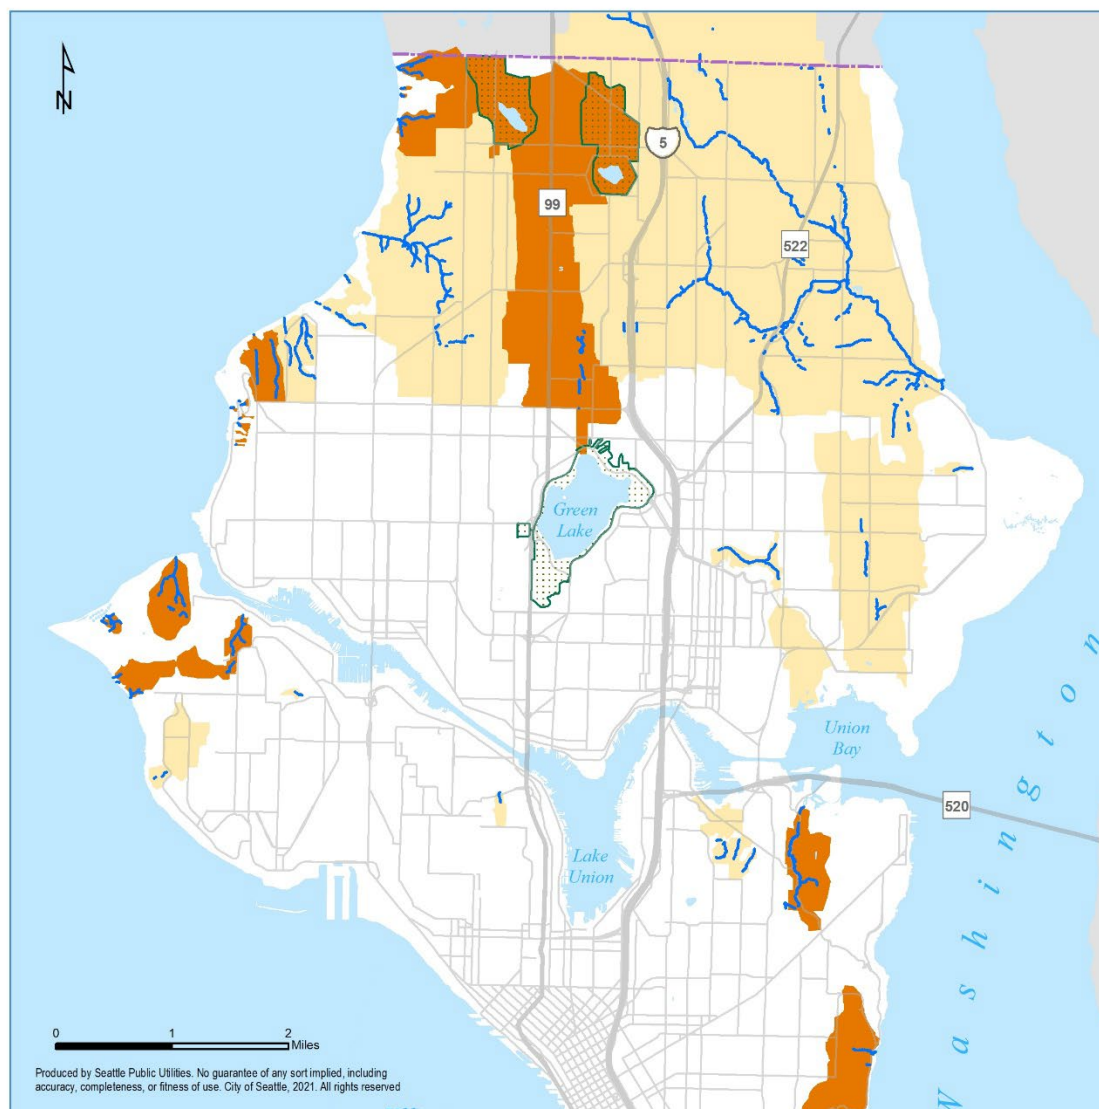 N
5
99
522
Green
Lake
Union
Bay
520
Lake
Union
Washington
0 1 2
Miles
Produced by Seattle Public Utilities. No guarantee of any sort implied, including
accuracy, completeness, or fitness of use. City of Seattle, 2021. All rights reserved